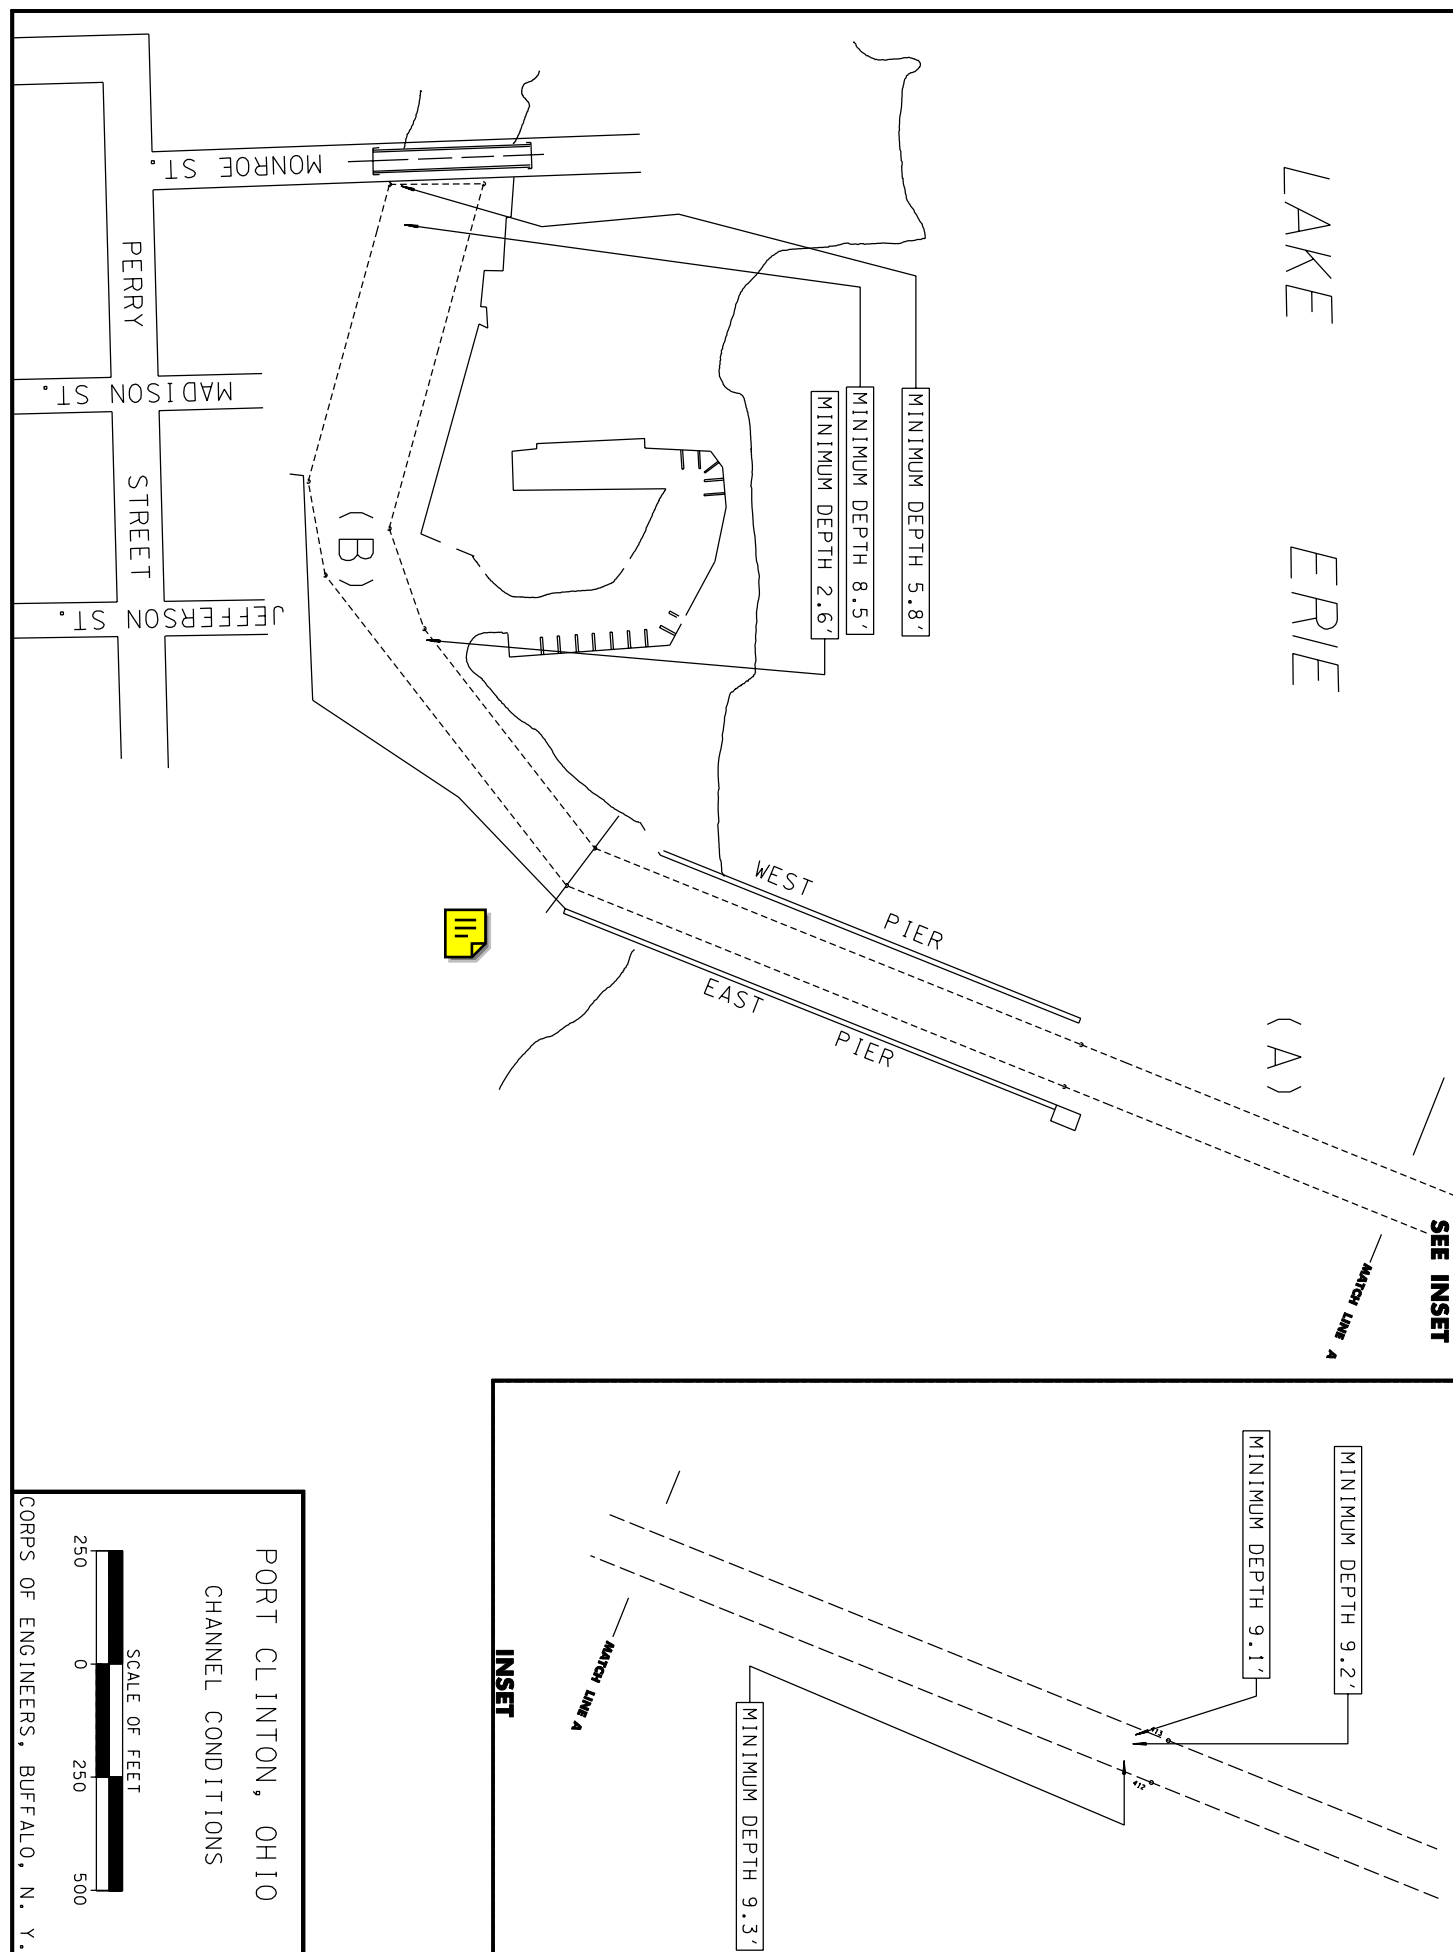 LAKE ERIE
MONROE ST.
PERRY STREET
MADISON ST.
JEFFERSON ST.
MINIMUM DEPTH 5.8'
MINIMUM DEPTH 8.5'
MINIMUM DEPTH 2.6'
(B)
WEST PIER
EAST PIER
(A)
SEE INSET
MATCH LINE A
MINIMUM DEPTH 9.2'
MINIMUM DEPTH 9.1'
413
412
MINIMUM DEPTH 9.3'
MATCH LINE A
INSET
PORT CLINTON, OHIO
CHANNEL CONDITIONS
SCALE OF FEET
250 0 250 500
CORPS OF ENGINEERS, BUFFALO, N. Y.